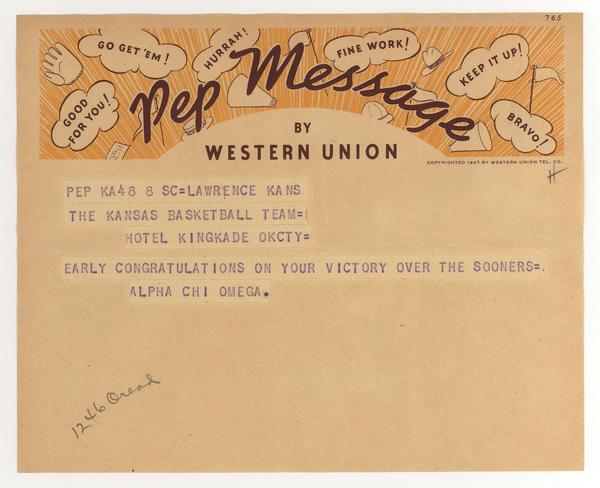 765
GO GET 'EM!
HURRAH!
FINE WORK!
KEEP IT UP!
GOOD FOR YOU!
BRAVO!
Pep Message
BY
WESTERN UNION
COPYRIGHTED 1937 BY WESTERN UNION TEL. CO.
H
PEP KA48 8 SC=LAWRENCE KANS
THE KANSAS BASKETBALL TEAM=
HOTEL KINGKADE OKCTY=
EARLY CONGRATULATIONS ON YOUR VICTORY OVER THE SOONERS=
ALPHA CHI OMEGA.
1246 Oread